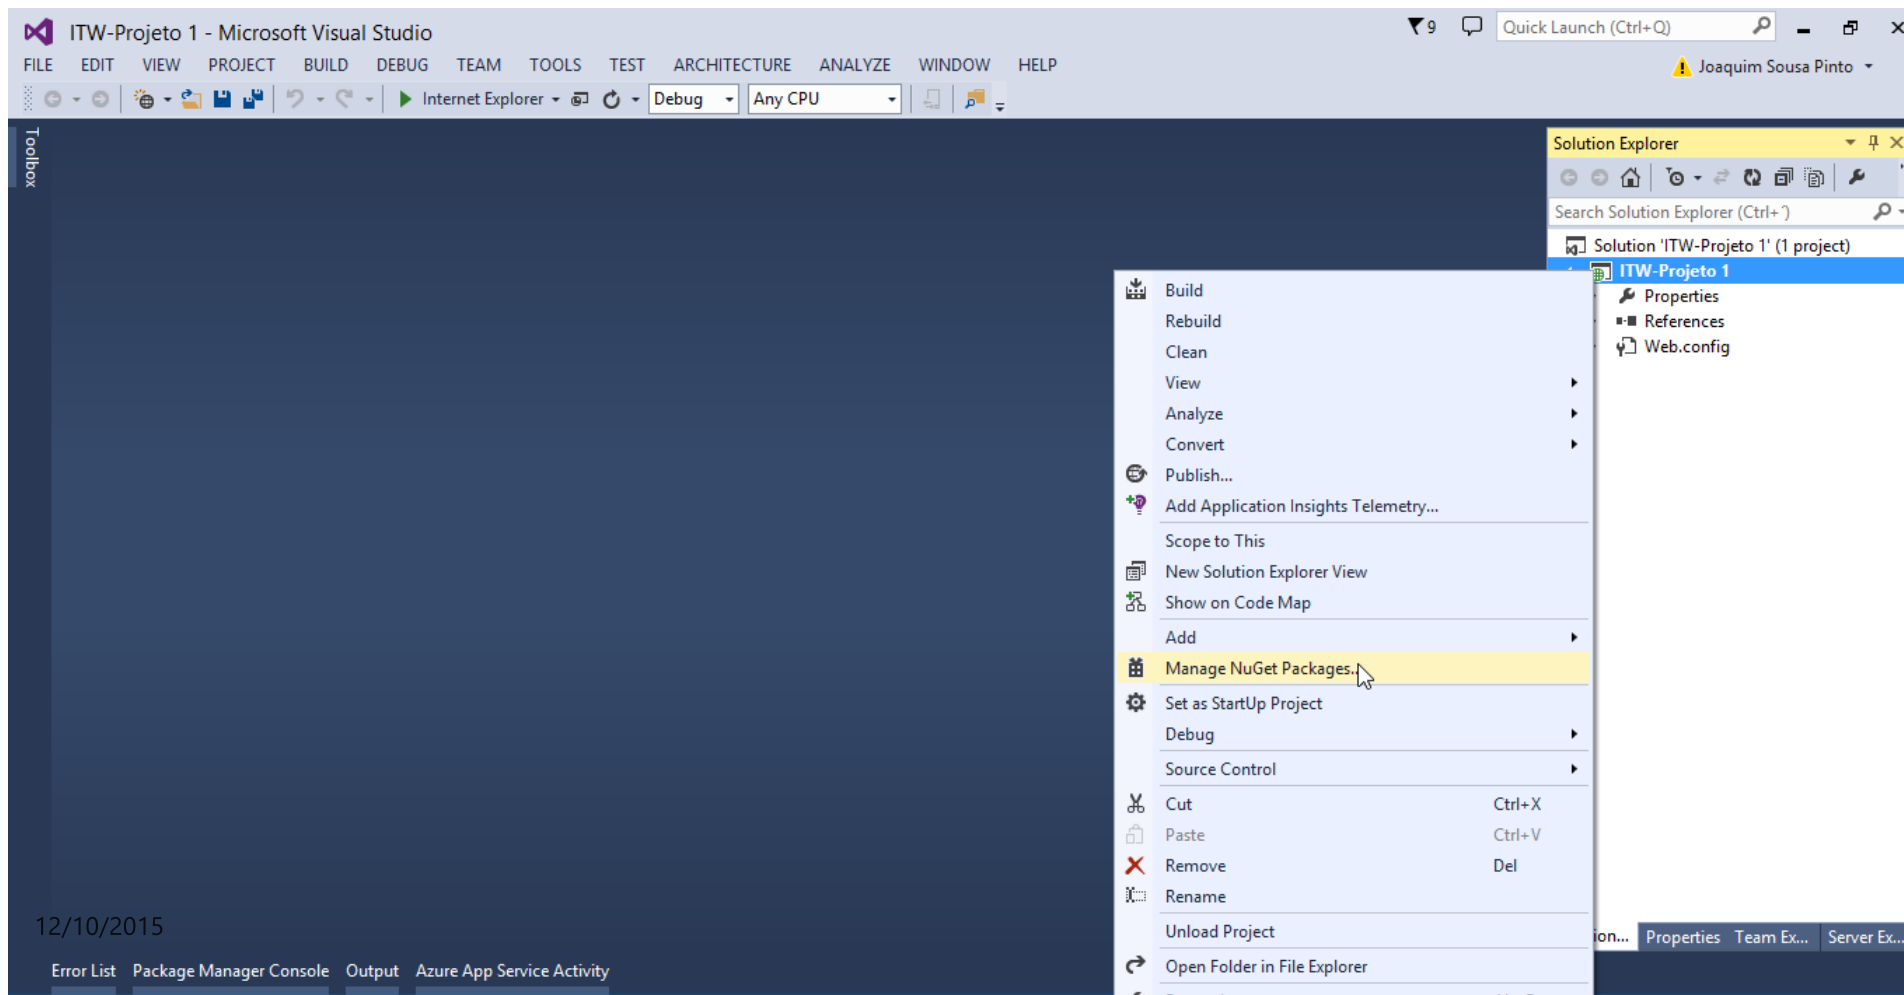 ITW-Projeto 1 - Microsoft Visual Studio
9
Quick Launch (Ctrl+Q)
FILE EDIT VIEW PROJECT BUILD DEBUG TEAM TOOLS TEST ARCHITECTURE ANALYZE WINDOW HELP
Joaquim Sousa Pinto
Internet Explorer
Debug
Any CPU
Toolbox
Solution Explorer
Search Solution Explorer (Ctrl+´)
Solution 'ITW-Projeto 1' (1 project)
ITW-Projeto 1
Properties
References
Web.config
Build
Rebuild
Clean
View
Analyze
Convert
Publish...
Add Application Insights Telemetry...
Scope to This
New Solution Explorer View
Show on Code Map
Add
Manage NuGet Packages..
Set as StartUp Project
Debug
Source Control
Cut Ctrl+X
Paste Ctrl+V
Remove Del
Rename
Unload Project
Open Folder in File Explorer
12/10/2015
ion... Properties Team Ex... Server Ex...
Error List Package Manager Console Output Azure App Service Activity